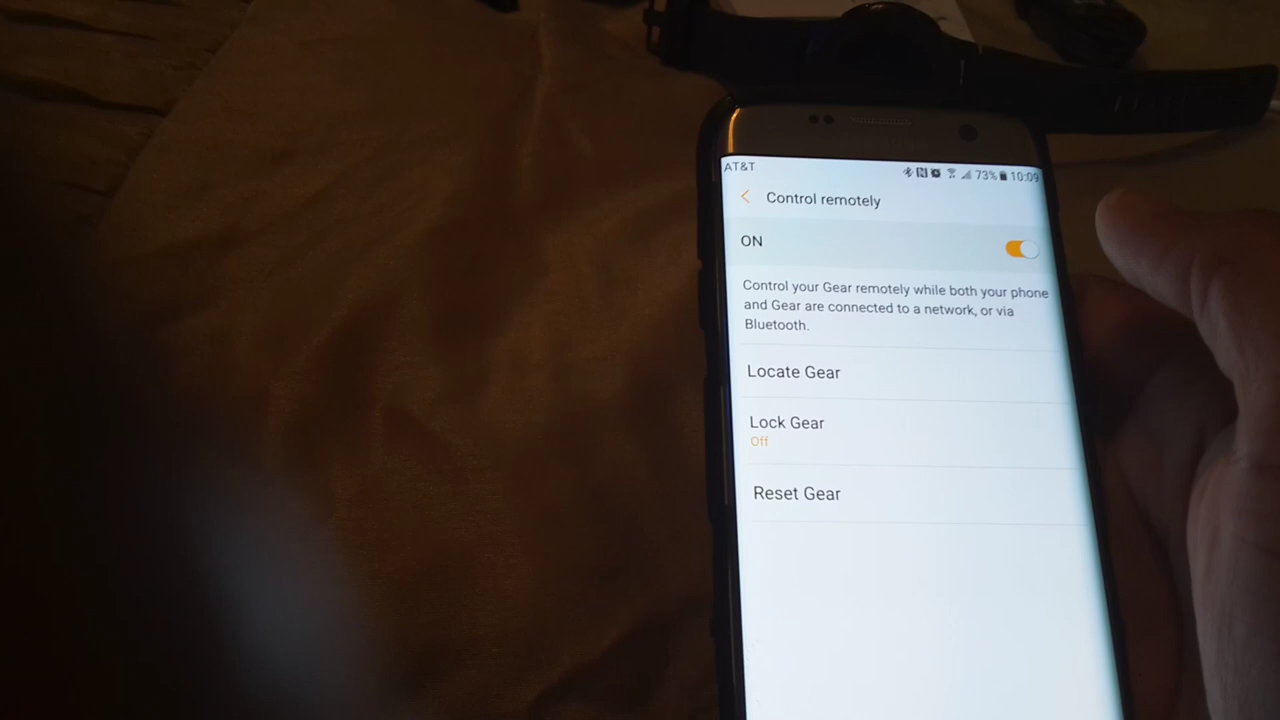 AT&T 73% 10:09
Control remotely
ON
Control your Gear remotely while both your phone
and Gear are connected to a network, or via
Bluetooth.
Locate Gear
Lock Gear
Off
Reset Gear